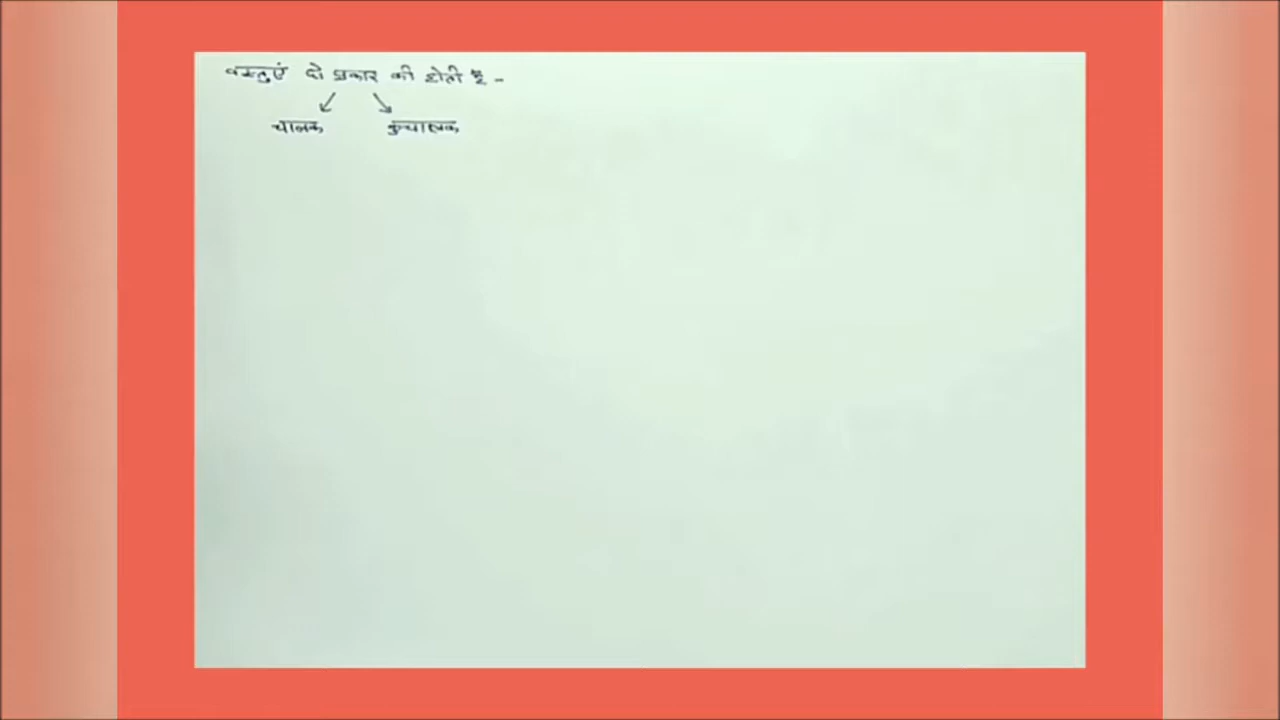 वस्तुएं दो प्रकार की होती है -
चालक कुचालक